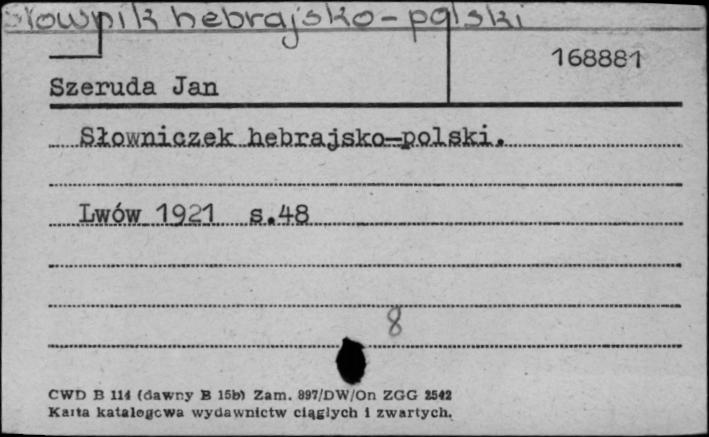 Słownik hebrajsko-polski
168881
Szeruda Jan
Słowniczek hebrajsko-polski.
Lwów 1921 s.48
8
CWD B 114 (dawny B 15b) Zam. 897/DW/On ZGG 2542
Karta katalogowa wydawnictw ciągłych i zwartych.